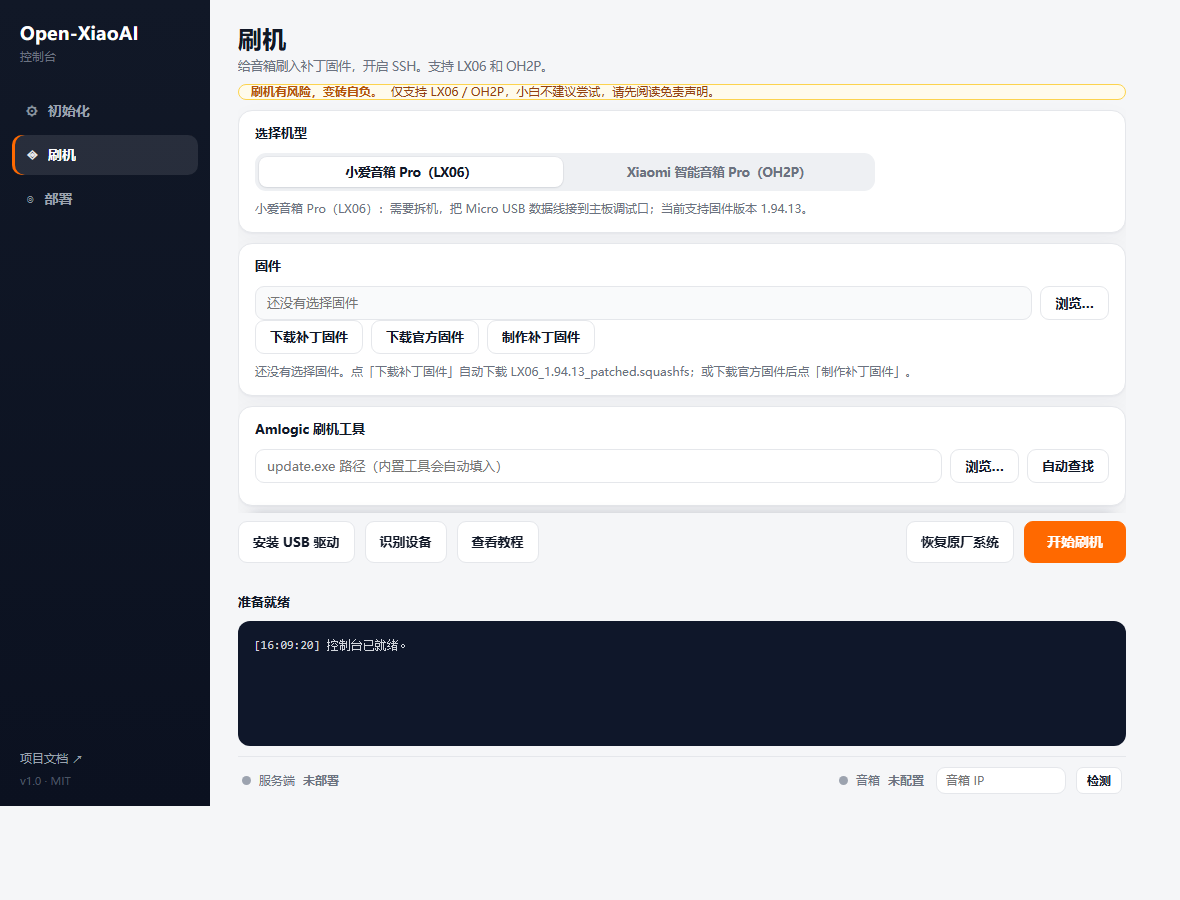 Open-XiaoAI
控制台
初始化
刷机
部署
项目文档 ↗
v1.0 · MIT
刷机
给音箱刷入补丁固件，开启 SSH。支持 LX06 和 OH2P。
刷机有风险，变砖自负。 仅支持 LX06 / OH2P，小白不建议尝试，请先阅读免责声明。
选择机型
小爱音箱 Pro（LX06） Xiaomi 智能音箱 Pro（OH2P）
小爱音箱 Pro（LX06）：需要拆机，把 Micro USB 数据线接到主板调试口；当前支持固件版本 1.94.13。
固件
还没有选择固件 浏览...
下载补丁固件 下载官方固件 制作补丁固件
还没有选择固件。点「下载补丁固件」自动下载 LX06_1.94.13_patched.squashfs；或下载官方固件后点「制作补丁固件」。
Amlogic 刷机工具
update.exe 路径（内置工具会自动填入） 浏览... 自动查找
安装 USB 驱动 识别设备 查看教程 恢复原厂系统 开始刷机
准备就绪
[16:09:20] 控制台已就绪。
服务端 未部署 音箱 未配置 音箱 IP 检测